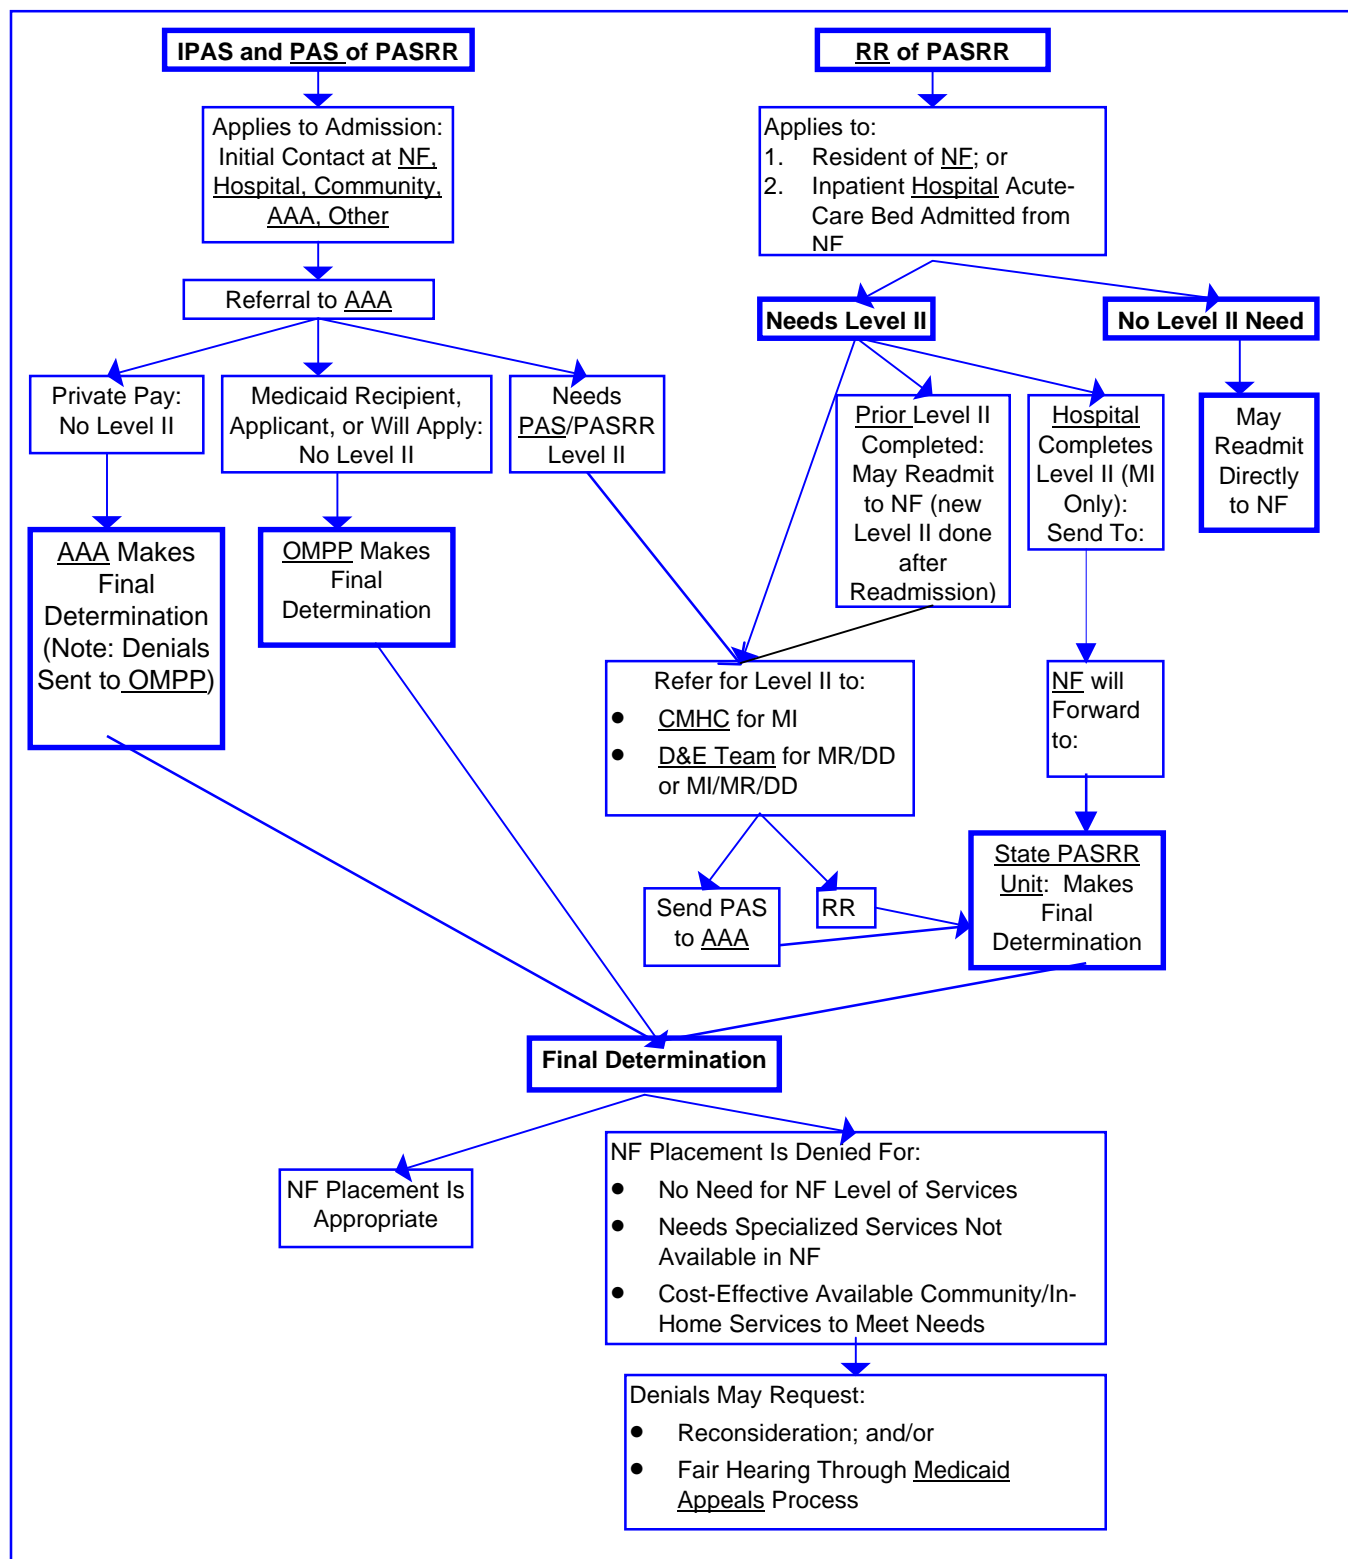 IPAS and PAS of PASRR
RR of PASRR
Applies to Admission:
Initial Contact at NF,
Hospital, Community,
AAA, Other
Applies to:
1. Resident of NF; or
2. Inpatient Hospital Acute-
Care Bed Admitted from
NF
Referral to AAA
Needs Level II
No Level II Need
Private Pay:
No Level II
Medicaid Recipient,
Applicant, or Will Apply:
No Level II
Needs
PAS/PASRR
Level II
Prior Level II
Completed:
May Readmit
to NF (new
Level II done
after
Readmission)
Hospital
Completes
Level II (MI
Only):
Send To:
May
Readmit
Directly
to NF
AAA Makes
Final
Determination
(Note: Denials
Sent to OMPP)
OMPP Makes
Final
Determination
Refer for Level II to:
● CMHC for MI
● D&E Team for MR/DD
or MI/MR/DD
NF will
Forward
to:
State PASRR
Unit: Makes
Final
Determination
Send PAS
to AAA
RR
Final Determination
NF Placement Is
Appropriate
NF Placement Is Denied For:
● No Need for NF Level of Services
● Needs Specialized Services Not
Available in NF
● Cost-Effective Available Community/In-
Home Services to Meet Needs
Denials May Request:
● Reconsideration; and/or
● Fair Hearing Through Medicaid
Appeals Process